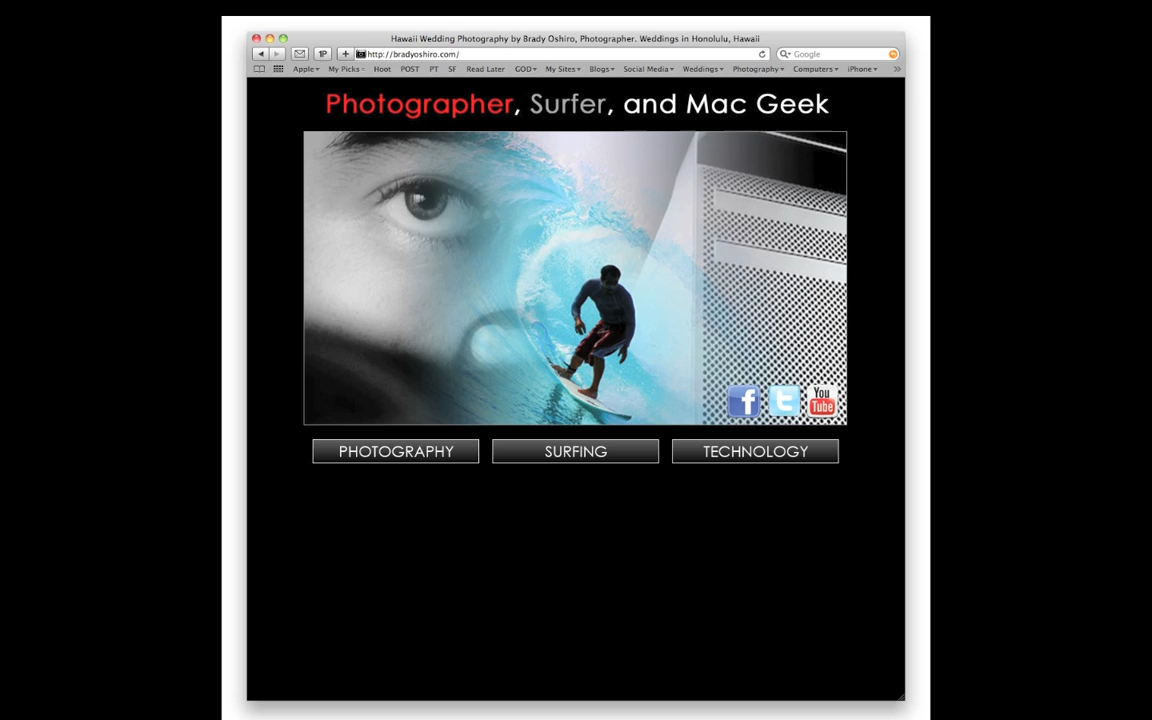 Hawaii Wedding Photography by Brady Oshiro, Photographer. Weddings in Honolulu, Hawaii
1P + http://bradyoshiro.com/ Google
Apple My Picks Hoot POST PT SF Read Later GOD My Sites Blogs Social Media Weddings Photography Computers iPhone
Photographer, Surfer, and Mac Geek
f t You Tube
PHOTOGRAPHY SURFING TECHNOLOGY